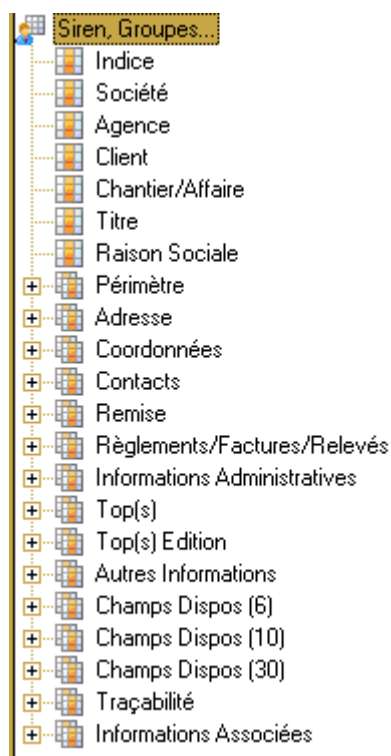 Siren, Groupes...
Indice
Société
Agence
Client
Chantier/Affaire
Titre
Raison Sociale
Périmètre
Adresse
Coordonnées
Contacts
Remise
Règlements/Factures/Relevés
Informations Administratives
Top(s)
Top(s) Edition
Autres Informations
Champs Dispos (6)
Champs Dispos (10)
Champs Dispos (30)
Traçabilité
Informations Associées